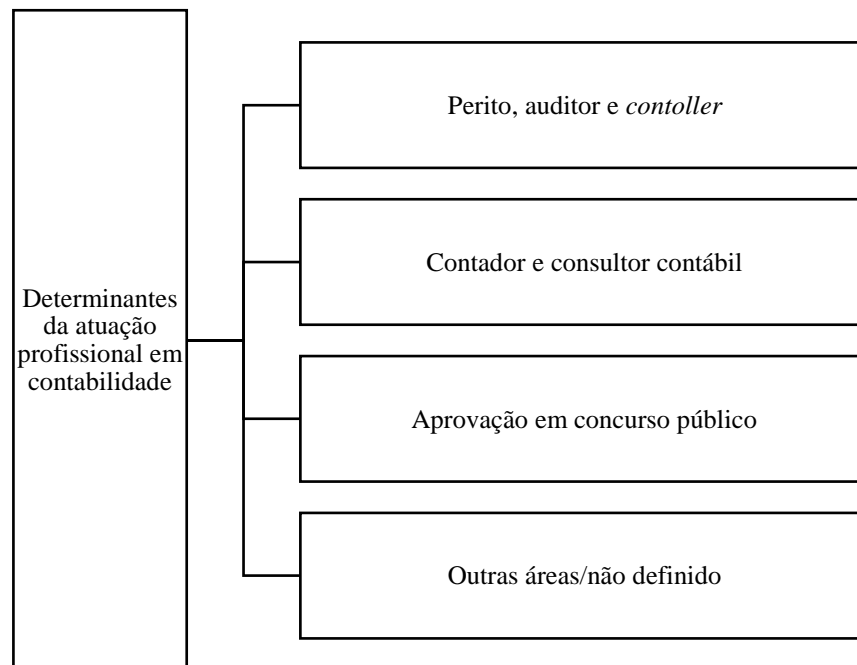 Determinantes
da atuação
profissional em
contabilidade
Perito, auditor e contoller
Contador e consultor contábil
Aprovação em concurso público
Outras áreas/não definido